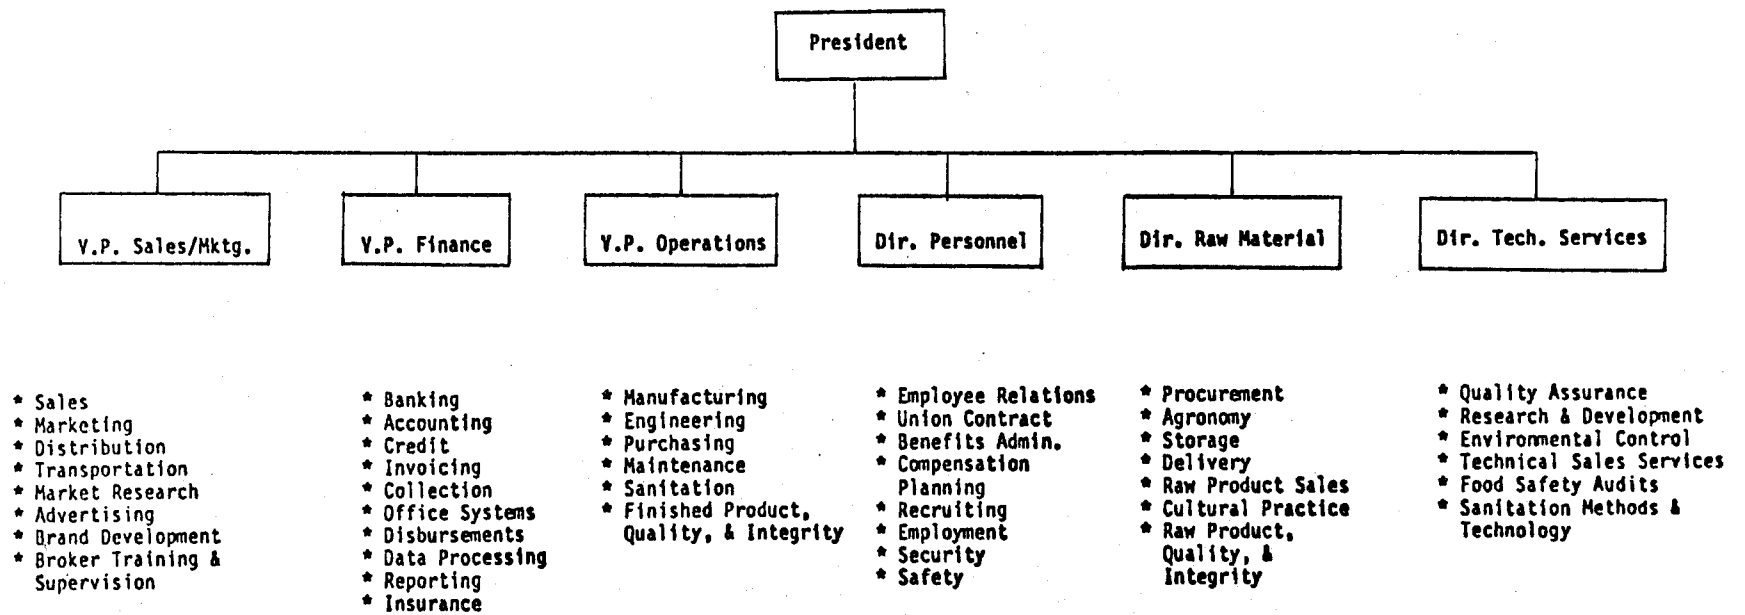 President
V.P. Sales/Mktg.
V.P. Finance
V.P. Operations
Dir. Personnel
Dir. Raw Material
Dir. Tech. Services
* Sales
* Marketing
* Distribution
* Transportation
* Market Research
* Advertising
* Brand Development
* Broker Training &
Supervision
* Banking
* Accounting
* Credit
* Invoicing
* Collection
* Office Systems
* Disbursements
* Data Processing
* Reporting
* Insurance
* Manufacturing
* Engineering
* Purchasing
* Maintenance
* Sanitation
* Finished Product,
Quality, & Integrity
* Employee Relations
* Union Contract
* Benefits Admin.
* Compensation
Planning
* Recruiting
* Employment
* Security
* Safety
* Procurement
* Agronomy
* Storage
* Delivery
* Raw Product Sales
* Cultural Practice
* Raw Product,
Quality, &
Integrity
* Quality Assurance
* Research & Development
* Environmental Control
* Technical Sales Services
* Food Safety Audits
* Sanitation Methods &
Technology